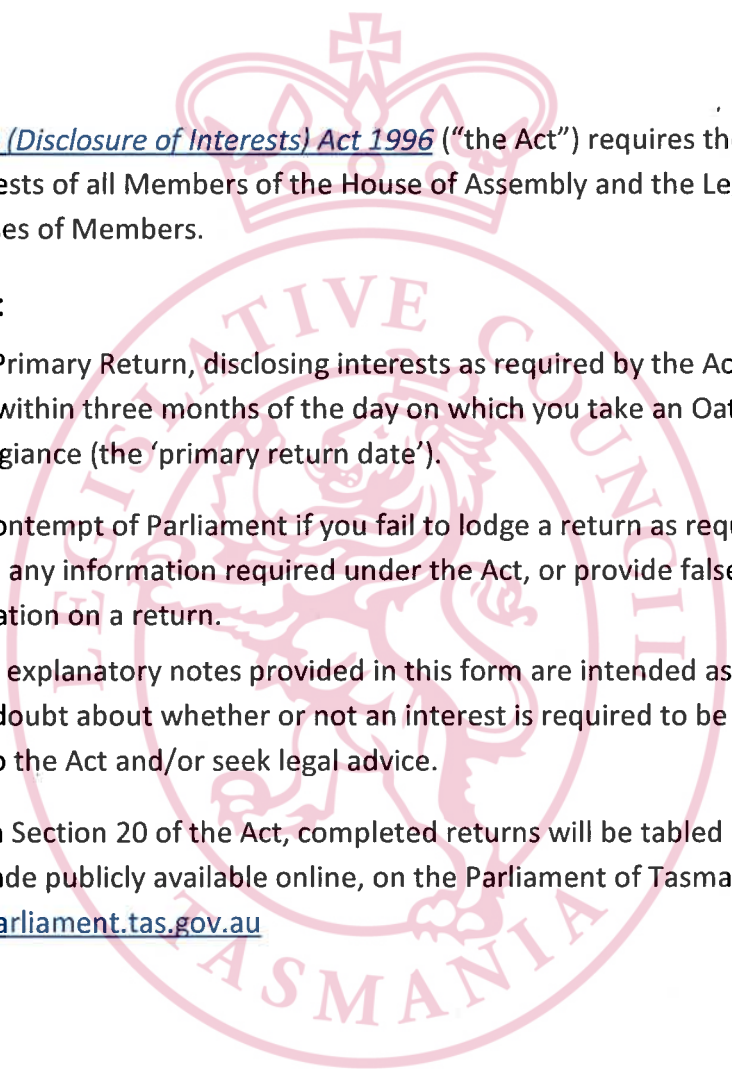 (Disclosure of Interests) Act 1996 (“the Act”) requires th
ests of all Members of the House of Assembly and the Le
es of Members.
:
Primary Return, disclosing interests as required by the Ac
within three months of the day on which you take an Oat
giance (the ‘primary return date’).
ontempt of Parliament if you fail to lodge a return as requ
any information required under the Act, or provide false
ation on a return.
explanatory notes provided in this form are intended as
doubt about whether or not an interest is required to be
o the Act and/or seek legal advice.
n Section 20 of the Act, completed returns will be tabled
ade publicly available online, on the Parliament of Tasma
arliament.tas.gov.au
LEGISLATIVE COUNCIL
TASMANIA